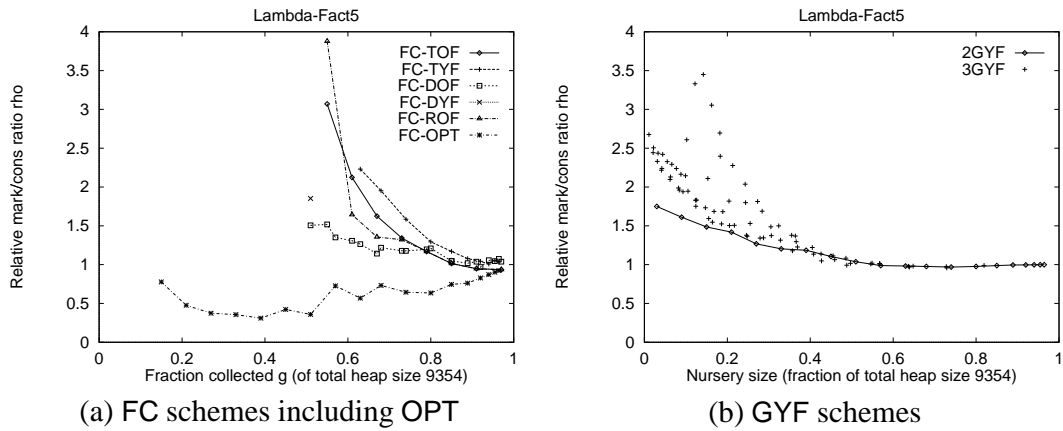 Lambda-Fact5
4
3.5
3
2.5
2
1.5
1
0.5
0
Relative mark/cons ratio rho
FC-TOF
FC-TYF
FC-DOF
FC-DYF
FC-ROF
FC-OPT
0 0.2 0.4 0.6 0.8 1
Fraction collected g (of total heap size 9354)
(a) FC schemes including OPT
Lambda-Fact5
4
3.5
3
2.5
2
1.5
1
0.5
0
Relative mark/cons ratio rho
2GYF
3GYF
0 0.2 0.4 0.6 0.8 1
Nursery size (fraction of total heap size 9354)
(b) GYF schemes